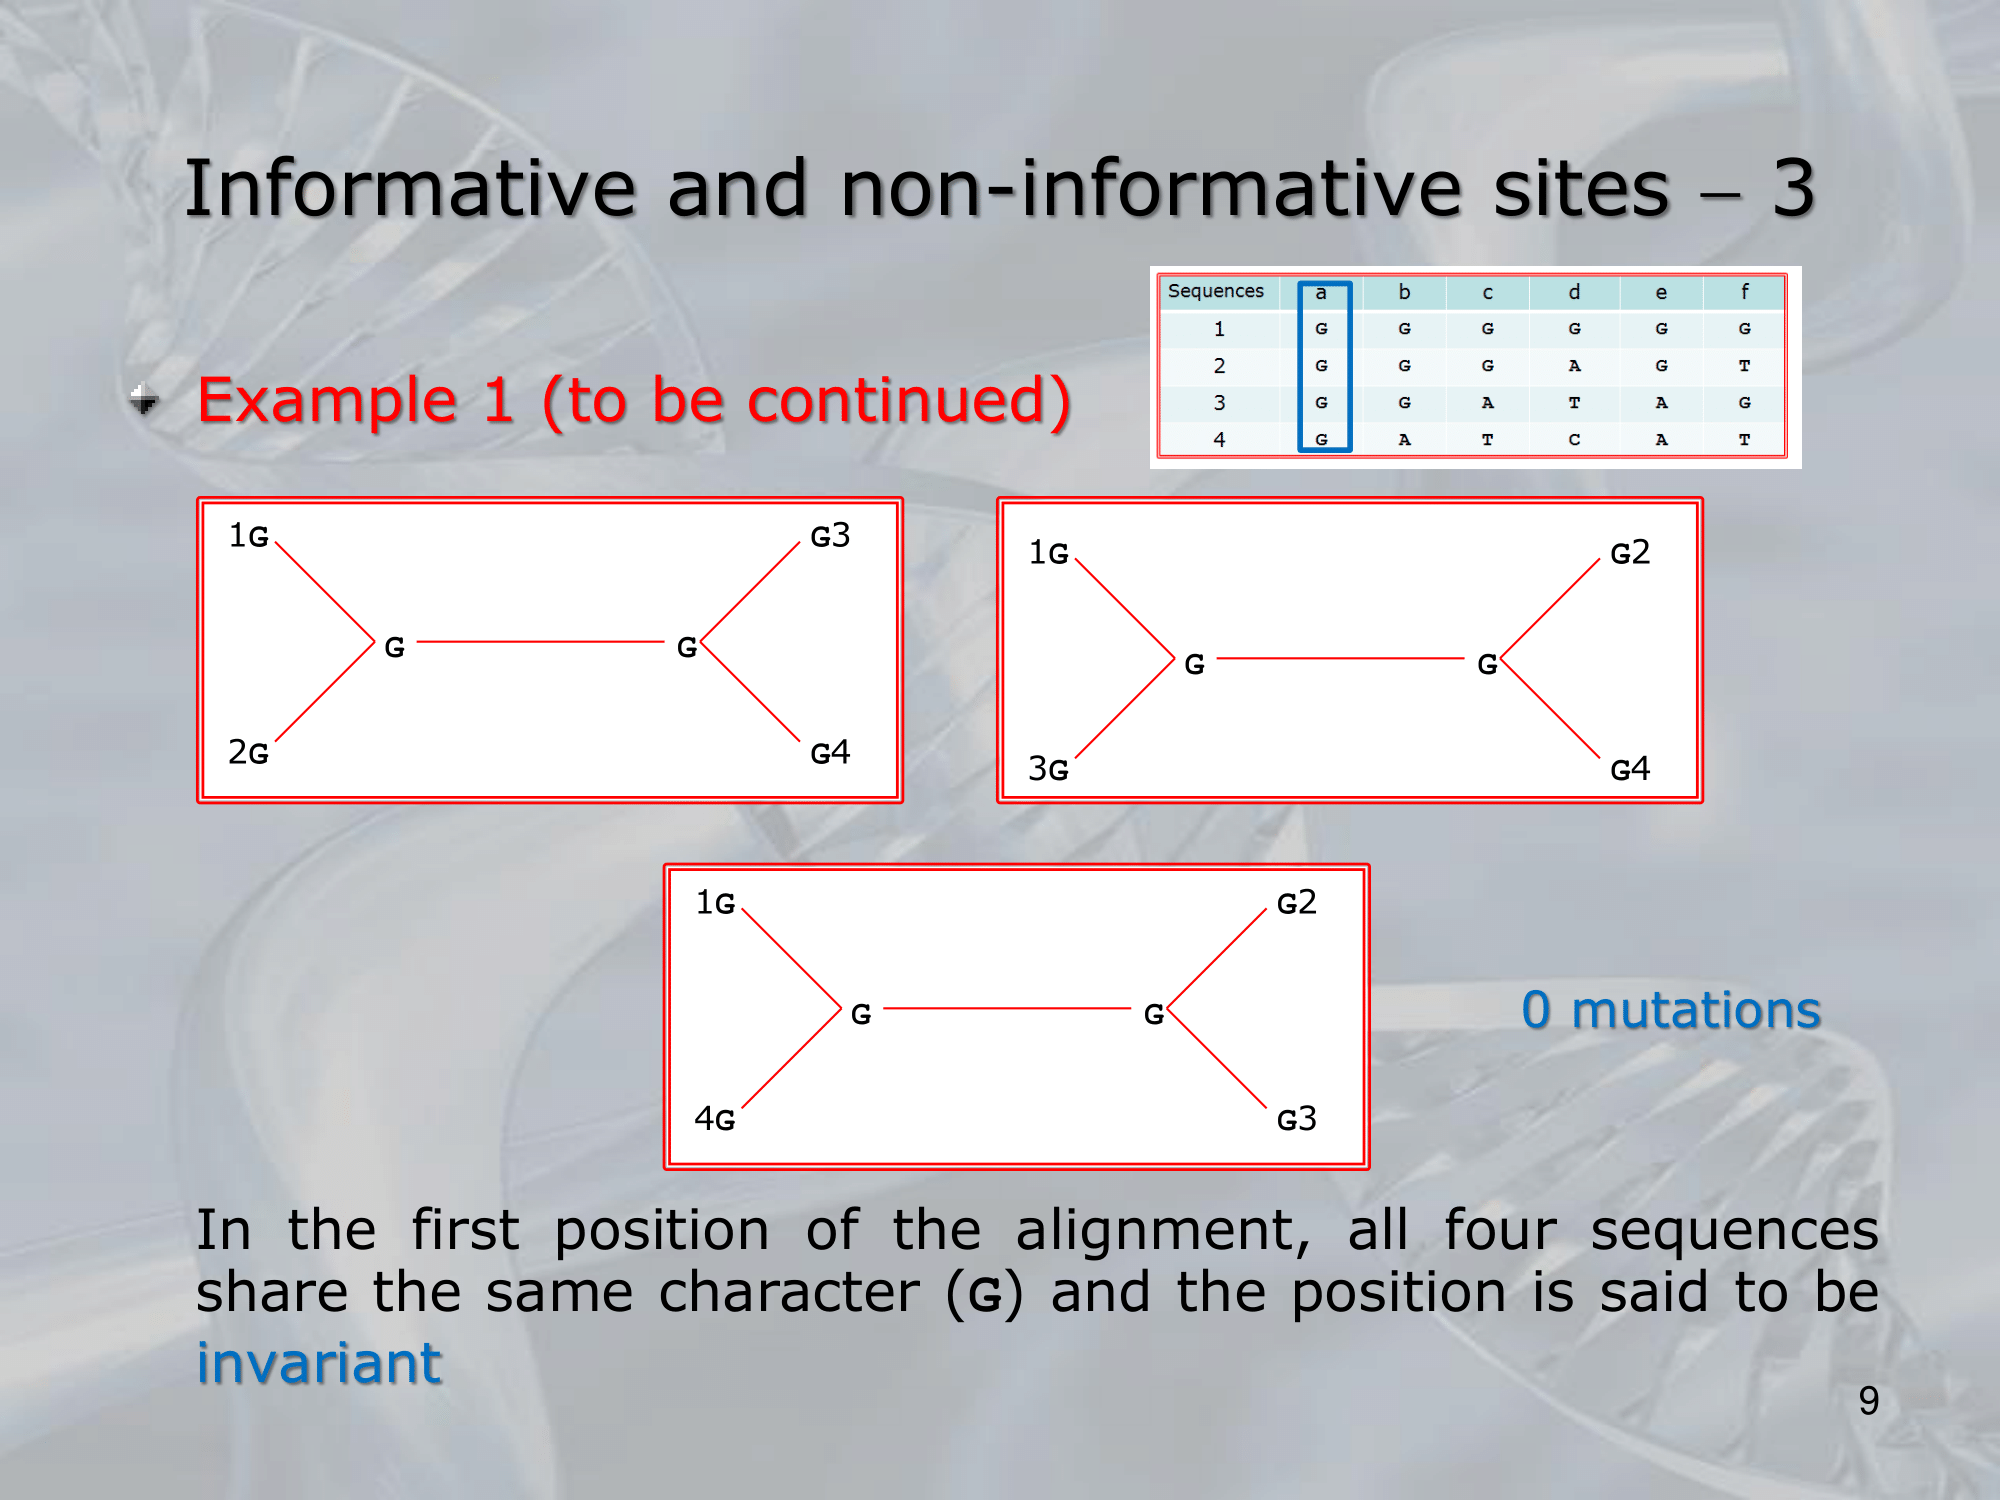 Informative and non-informative sites – 3
Sequences a b c d e f
1 G G G G G G
2 G G G A G T
3 G G A T A G
4 G A T C A T
Example 1 (to be continued)
1G G3
G G
2G G4
1G G2
G G
3G G4
1G G2
G G
4G G3
0 mutations
In the first position of the alignment, all four sequences
share the same character (G) and the position is said to be
invariant
9